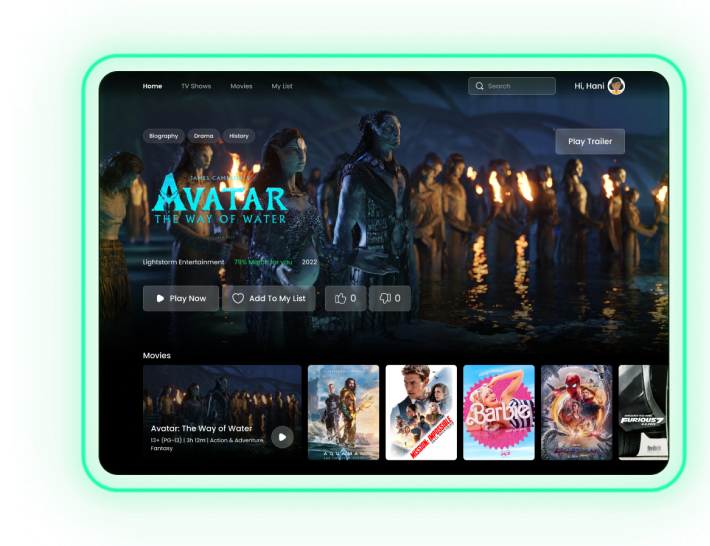 Home TV Shows Movies My List Search Hi, Hani
Biography Drama History Play Trailer
JAMES CAMERON'S
AVATAR
THE WAY OF WATER
Lightstorm Entertainment 79% Match for you 2022
Play Now Add To My List 0 0
Movies
Avatar: The Way of Water
13+ (PG-13) | 3h 12m | Action & Adventure
Fantasy
AQUAMAN
MISSION: IMPOSSIBLE
Barbie
FURIOUS 7